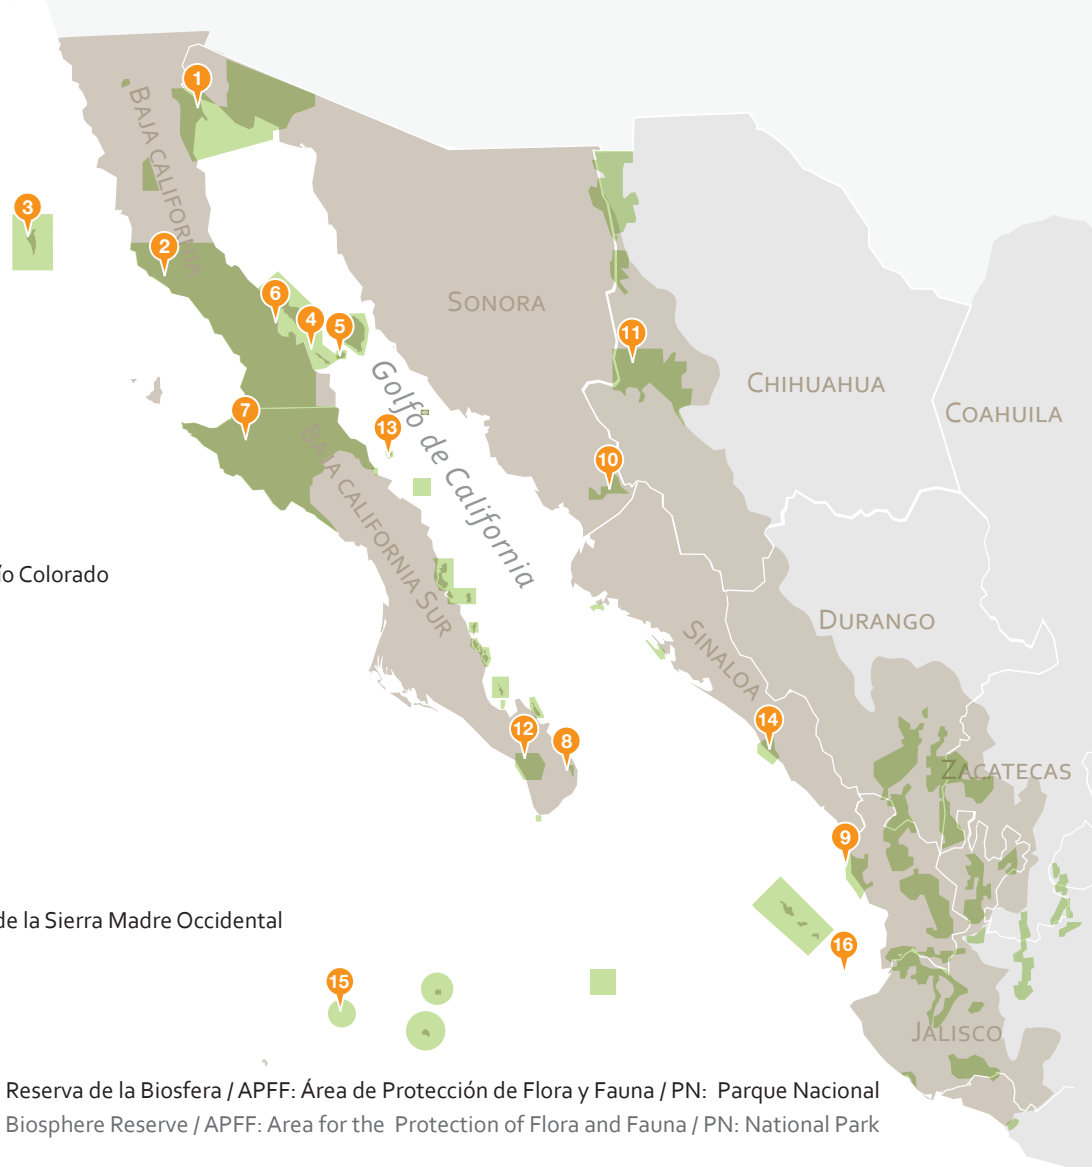 1
BAJA CALIFORNIA
3
2
6
4
5
SONORA
11
CHIHUAHUA
COAHUILA
Golfo de California
7
13
BAJA CALIFORNIA SUR
10
ío Colorado
DURANGO
SINALOA
14
12
8
ZACATECAS
9
de la Sierra Madre Occidental
16
15
JALISCO
Reserva de la Biosfera / APFF: Área de Protección de Flora y Fauna / PN: Parque Nacional
Biosphere Reserve / APFF: Area for the Protection of Flora and Fauna / PN: National Park